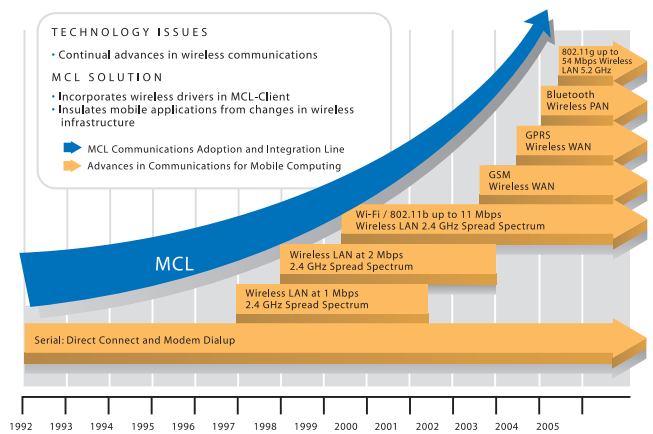 TECHNOLOGY ISSUES
• Continual advances in wireless communications
MCL SOLUTION
• Incorporates wireless drivers in MCL-Client
• Insulates mobile applications from changes in wireless
infrastructure
MCL Communications Adoption and Integration Line
Advances in Communications for Mobile Computing
802.11g up to
54 Mbps Wireless
LAN 5.2 GHz
Bluetooth
Wireless PAN
GPRS
Wireless WAN
GSM
Wireless WAN
Wi-Fi / 802.11b up to 11 Mbps
Wireless LAN 2.4 GHz Spread Spectrum
MCL
Wireless LAN at 2 Mbps
2.4 GHz Spread Spectrum
Wireless LAN at 1 Mbps
2.4 GHz Spread Spectrum
Serial: Direct Connect and Modem Dialup
1992 1993 1994 1995 1996 1997 1998 1999 2000 2001 2002 2003 2004 2005